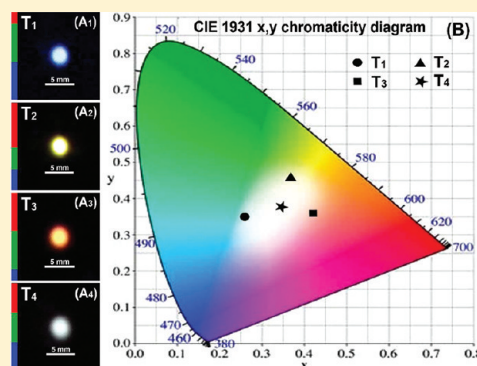 T1 (A1)
5 mm
T2 (A2)
5 mm
T3 (A3)
5 mm
T4 (A4)
5 mm
CIE 1931 x,y chromaticity diagram (B)
T1 T2
T3 T4
0.9
0.8
0.7
0.6
0.5
y
0.4
0.3
0.2
0.1
0.0
520
540
560
500
580
600
620
490
700
480
470
460
380
0.0 0.1 0.2 0.3 0.4 0.5 0.6 0.7 0.8
x